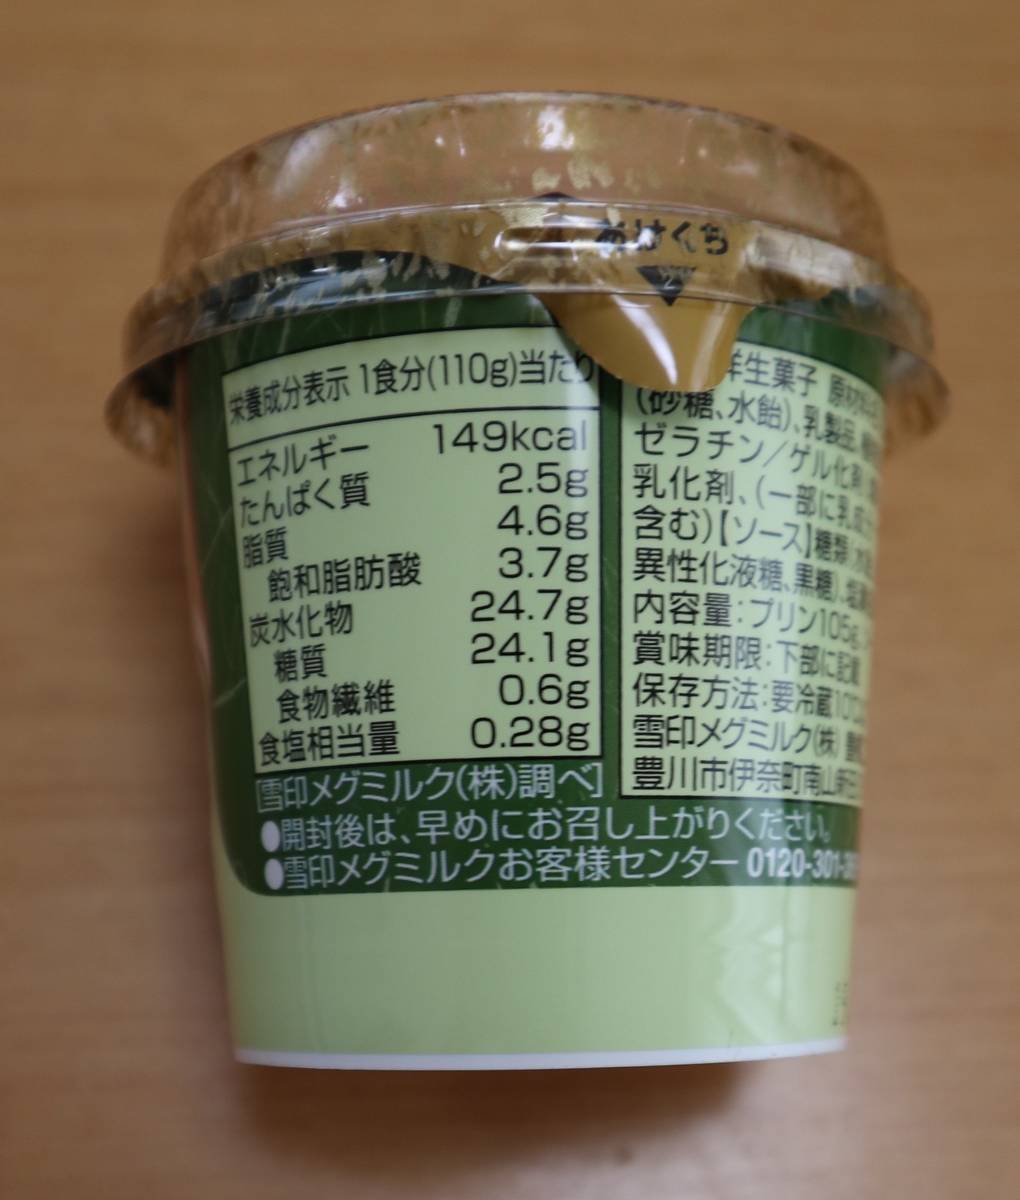 あけくち
栄養成分表示 1食分(110g)当たり
エネルギー 149kcal
たんぱく質 2.5g
脂質 4.6g
飽和脂肪酸 3.7g
炭水化物 24.7g
糖質 24.1g
食物繊維 0.6g
食塩相当量 0.28g
[雪印メグミルク(株)調べ]
●開封後は、早めにお召し上がりください。
●雪印メグミルクお客様センター 0120-301-3
洋生菓子 原材料
(砂糖、水飴)、乳製品、
ゼラチン/ゲル化剤
乳化剤、(一部に乳成分
含む)【ソース】糖類(水飴
異性化液糖、黒糖)、塩
内容量:プリン105g、
賞味期限:下部に記載
保存方法:要冷蔵10℃
雪印メグミルク(株) 豊
豊川市伊奈町南山新田